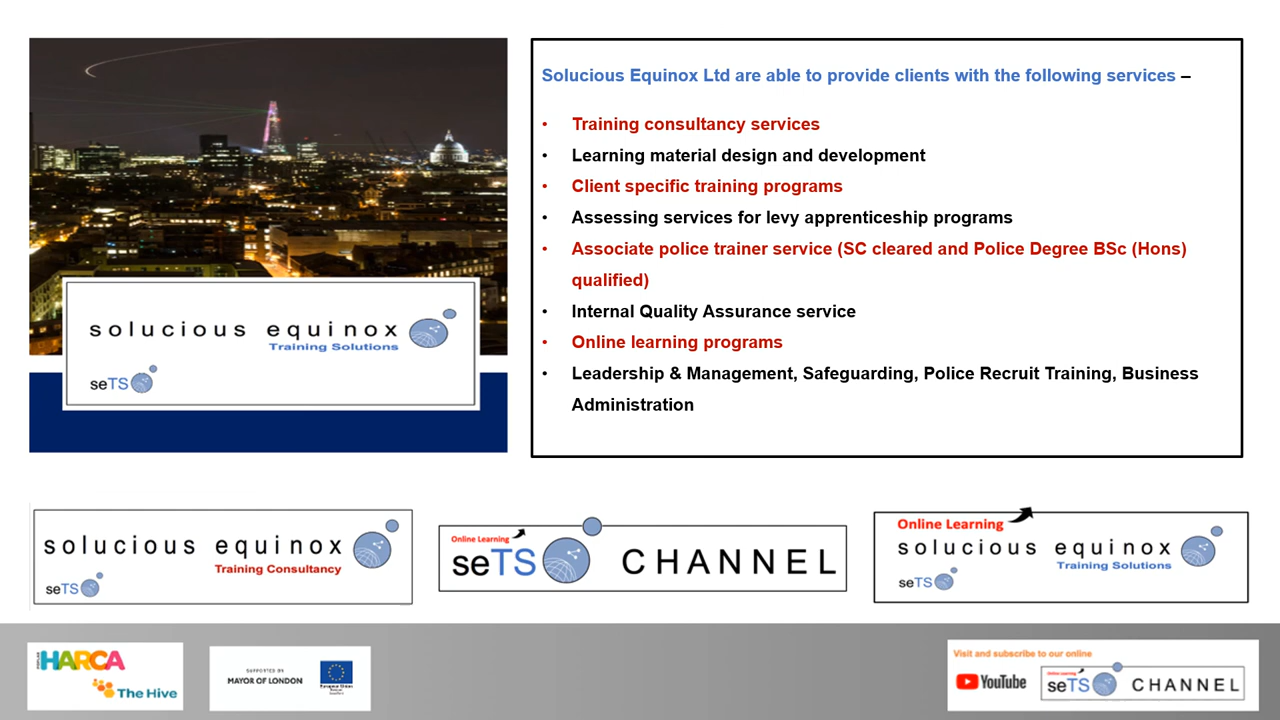 Solucious Equinox Ltd are able to provide clients with the following services –
• Training consultancy services
• Learning material design and development
• Client specific training programs
• Assessing services for levy apprenticeship programs
• Associate police trainer service (SC cleared and Police Degree BSc (Hons)
qualified)
• Internal Quality Assurance service
• Online learning programs
• Leadership & Management, Safeguarding, Police Recruit Training, Business
Administration
solucious equinox
Training Solutions
seTS
solucious equinox
Training Consultancy
seTS
Online Learning
seTS CHANNEL
Online Learning
solucious equinox
Training Solutions
seTS
POPLAR
HARCA
The Hive
SUPPORTED BY
MAYOR OF LONDON
European Union
Visit and subscribe to our online
YouTube
Online Learning
seTS CHANNEL